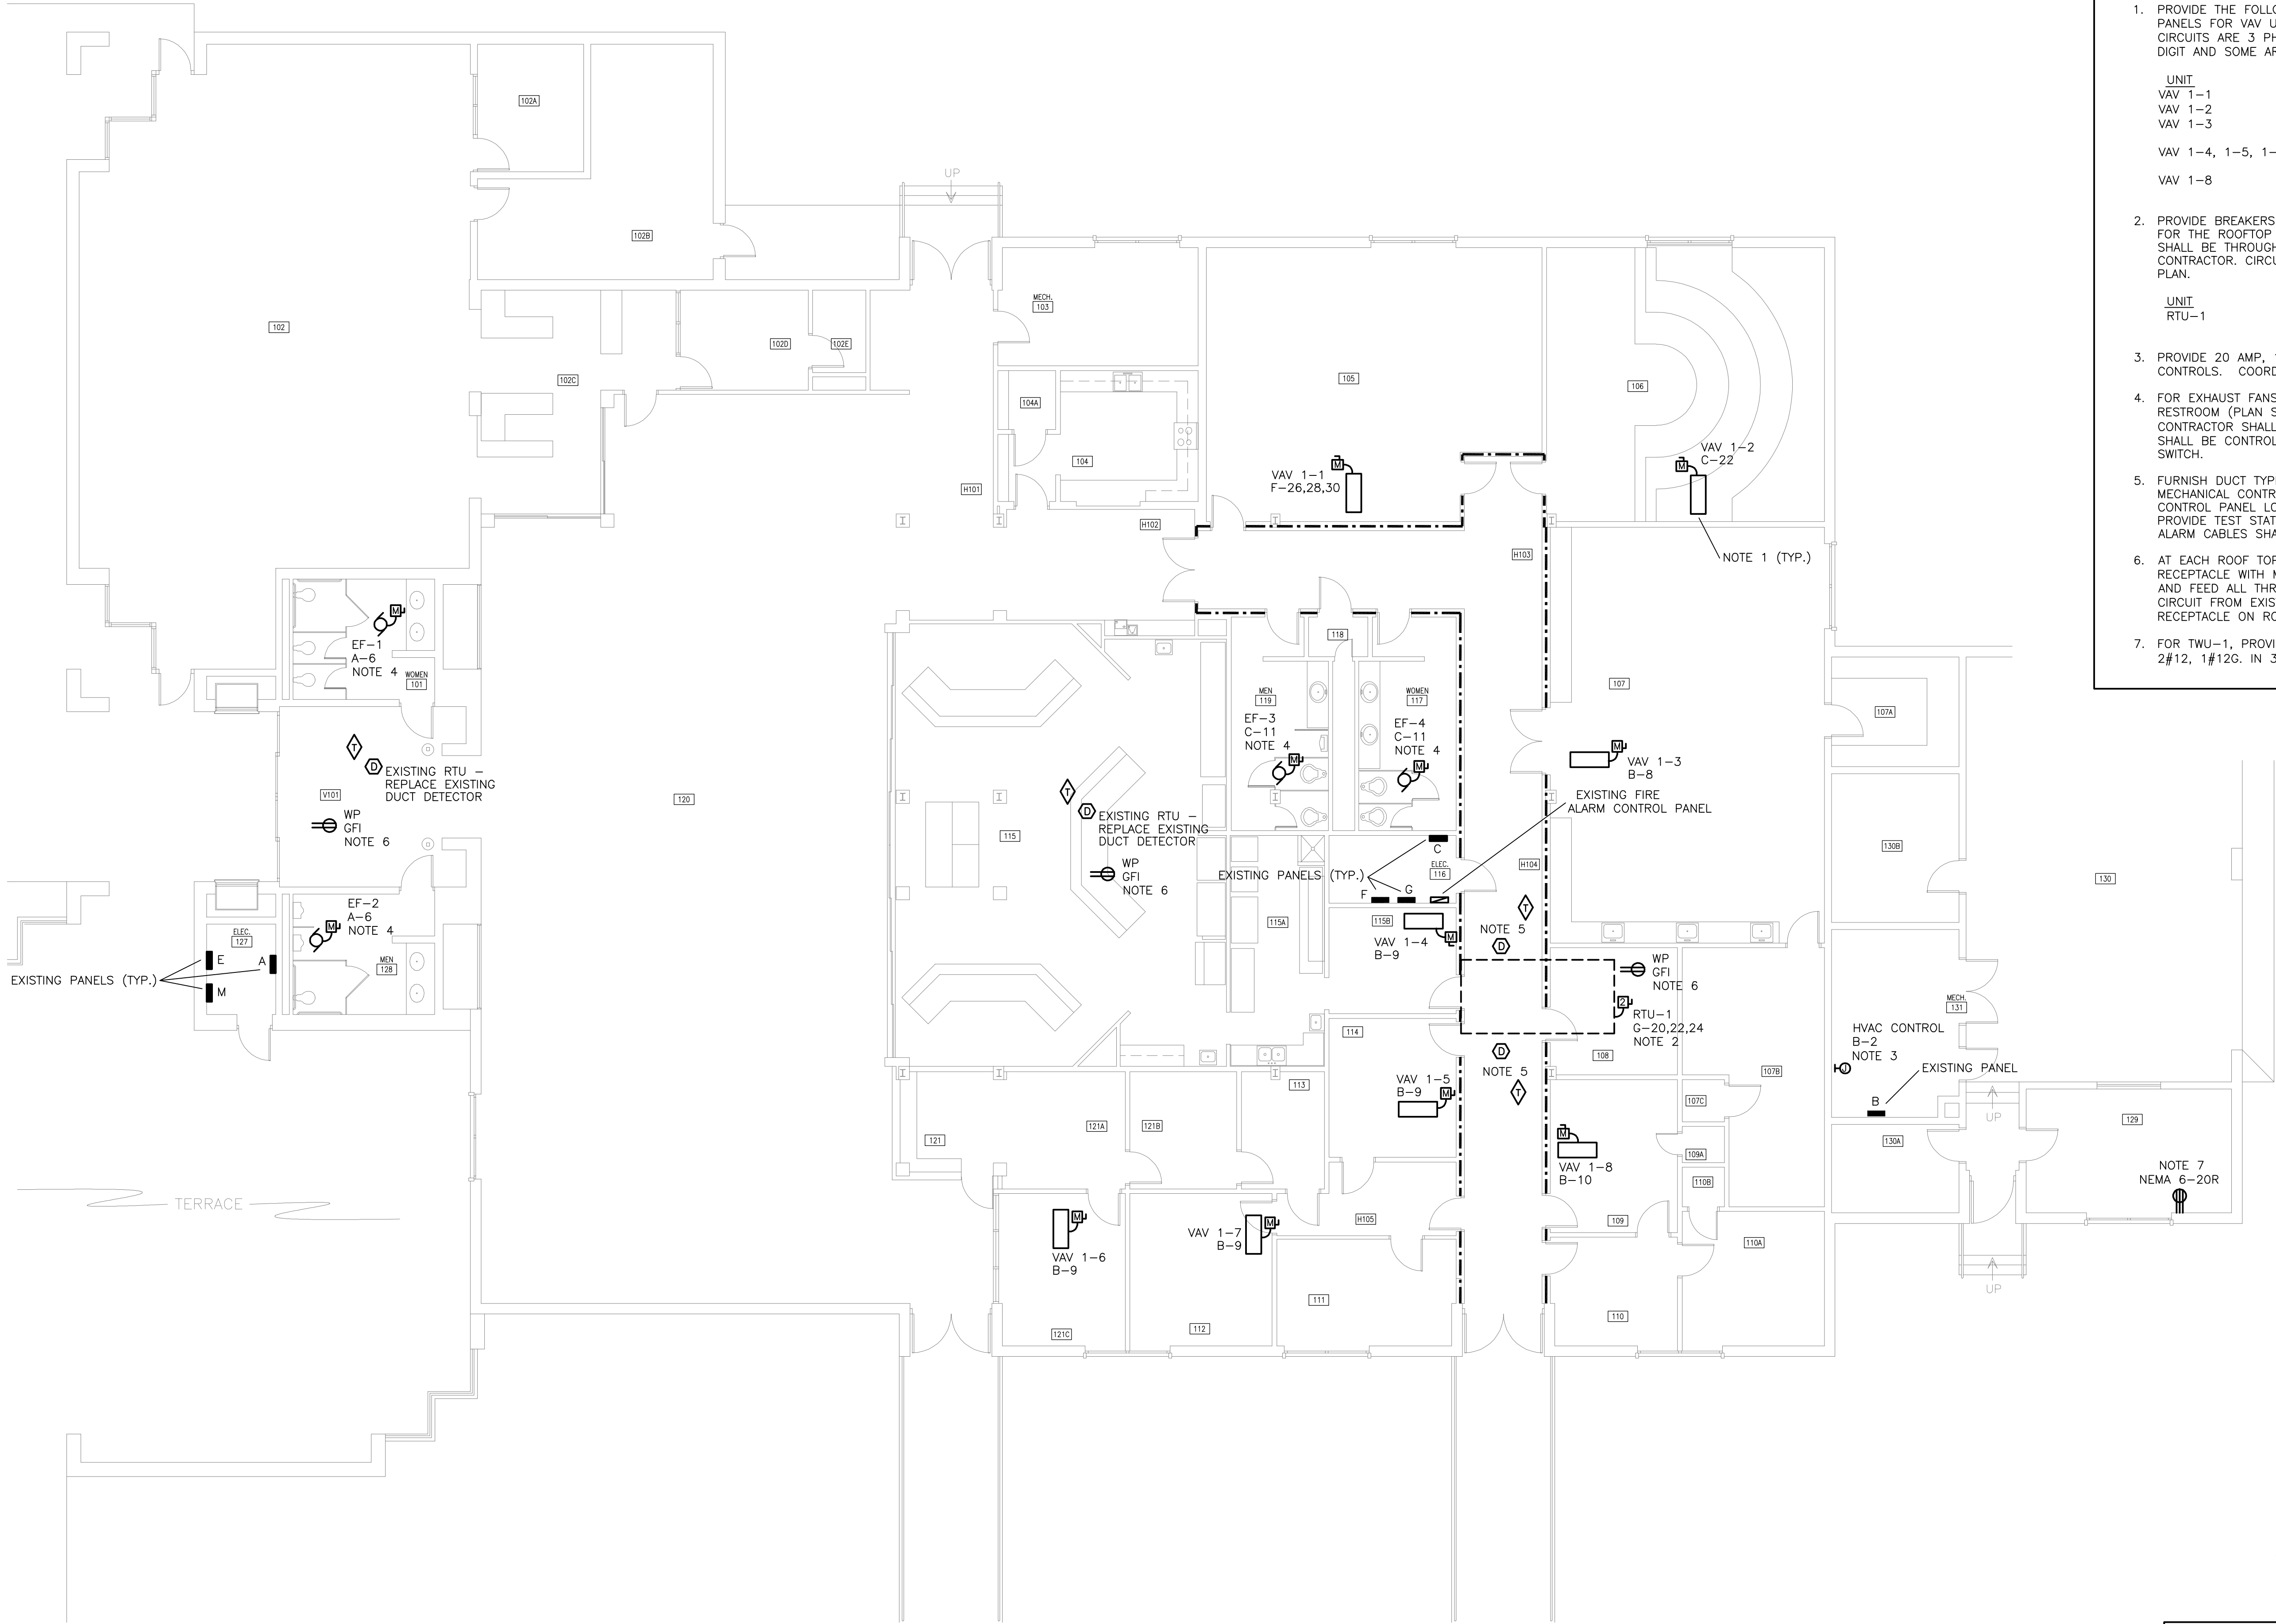 UP
102A
102B
102
MECH.
103
102D
102E
102C
104A
104
105
106
H101
H102
H103
VAV 1-1
F-26,28,30
VAV 1-2
C-22
NOTE 1 (TYP.)
EF-1
A-6
NOTE 4
WOMEN
101
118
MEN
119
EF-3
C-11
NOTE 4
WOMEN
117
EF-4
C-11
NOTE 4
107
107A
T
D
EXISTING RTU -
REPLACE EXISTING
DUCT DETECTOR
V101
WP
GFI
NOTE 6
120
115
T
D
EXISTING RTU -
REPLACE EXISTING
DUCT DETECTOR
WP
GFI
NOTE 6
VAV 1-3
B-8
EXISTING FIRE
ALARM CONTROL PANEL
C
ELEC.
116
EXISTING PANELS (TYP.)
F
G
H104
130B
130
EF-2
A-6
NOTE 4
ELEC.
127
E
A
M
EXISTING PANELS (TYP.)
MEN
128
115A
115B
VAV 1-4
B-9
NOTE 5
D
T
WP
GFI
NOTE 6
2
RTU-1
G-20,22,24
NOTE 2
MECH.
131
HVAC CONTROL
B-2
NOTE 3
J
EXISTING PANEL
B
114
108
107B
D
NOTE 5
T
VAV 1-5
B-9
113
107C
121
121A
121B
109A
130A
129
UP
VAV 1-8
B-10
110B
NOTE 7
NEMA 6-20R
TERRACE
VAV 1-6
B-9
VAV 1-7
B-9
H105
109
110A
111
110
121C
112
UP
1. PROVIDE THE FOLLO
PANELS FOR VAV U
CIRCUITS ARE 3 PH
DIGIT AND SOME AR
UNIT
VAV 1-1
VAV 1-2
VAV 1-3
VAV 1-4, 1-5, 1-
VAV 1-8
2. PROVIDE BREAKERS
FOR THE ROOFTOP
SHALL BE THROUGH
CONTRACTOR. CIRCU
PLAN.
UNIT
RTU-1
3. PROVIDE 20 AMP, 1
CONTROLS. COORD
4. FOR EXHAUST FANS
RESTROOM (PLAN S
CONTRACTOR SHALL
SHALL BE CONTROL
SWITCH.
5. FURNISH DUCT TYPE
MECHANICAL CONTR
CONTROL PANEL LO
PROVIDE TEST STAT
ALARM CABLES SHA
6. AT EACH ROOF TOP
RECEPTACLE WITH M
AND FEED ALL THR
CIRCUIT FROM EXIS
RECEPTACLE ON RO
7. FOR TWU-1, PROVI
2#12, 1#12G. IN 3